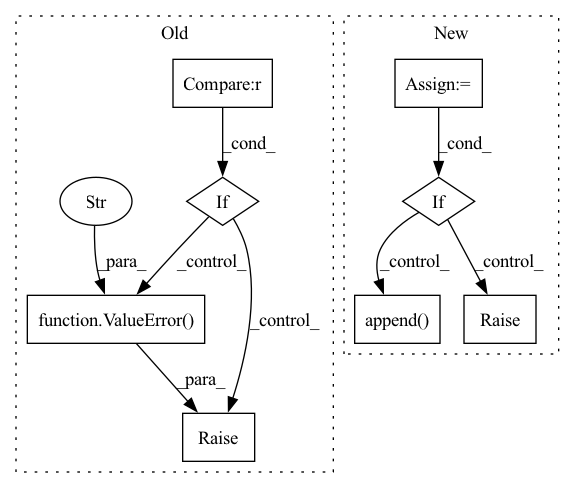 Old
New
Compare:r
Assign:=
_cond_
_cond_
Str
If
If
_para_
_control_
_control_
_control_
function.ValueError()
_control_
append()
Raise
_para_
Raise